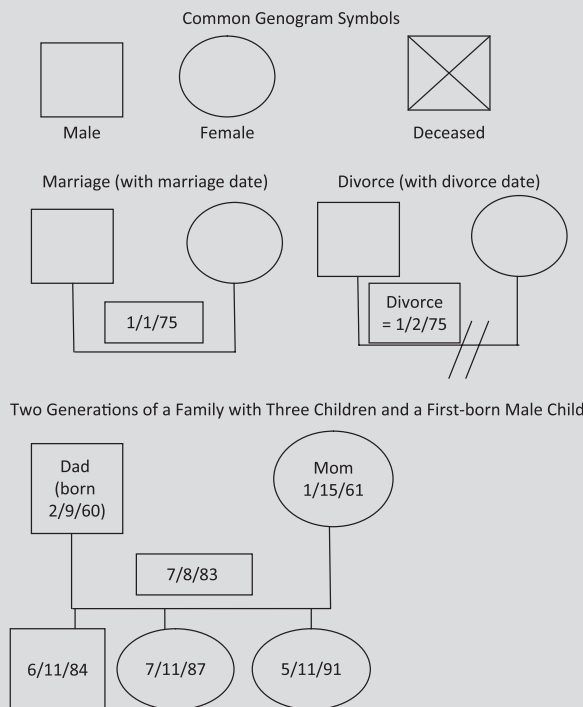 Common Genogram Symbols
Male
Female
Deceased
Marriage (with marriage date)
Divorce (with divorce date)
1/1/75
Divorce
= 1/2/75
Two Generations of a Family with Three Children and a First-born Male Child
Dad
(born
2/9/60)
Mom
1/15/61
7/8/83
6/11/84
7/11/87
5/11/91